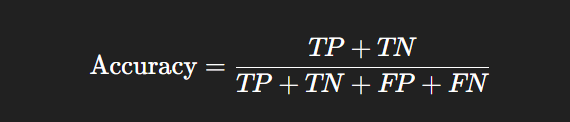 Accuracy = TP + TN / TP + TN + FP + FN